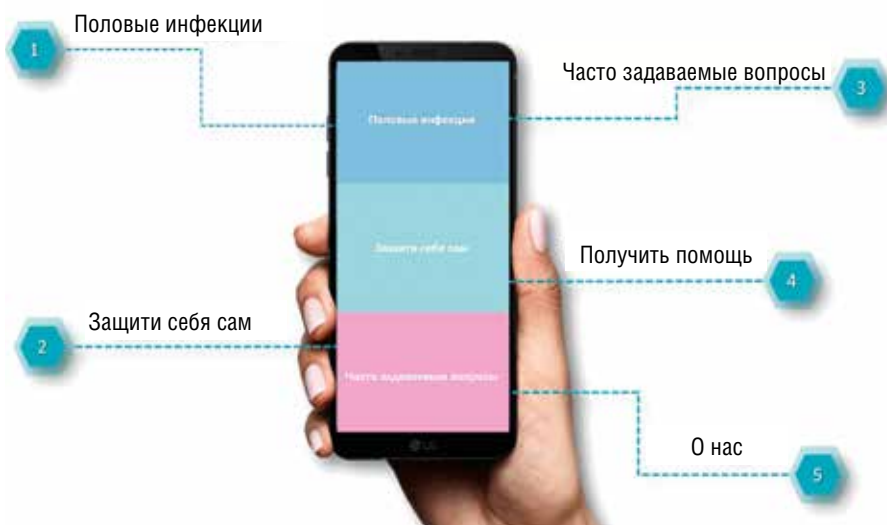 Половые инфекции
1
Часто задаваемые вопросы
3
Половые инфекции
Защити себя сам
Получить помощь
4
Защити себя сам
2
Часто задаваемые вопросы
О нас
LG
5